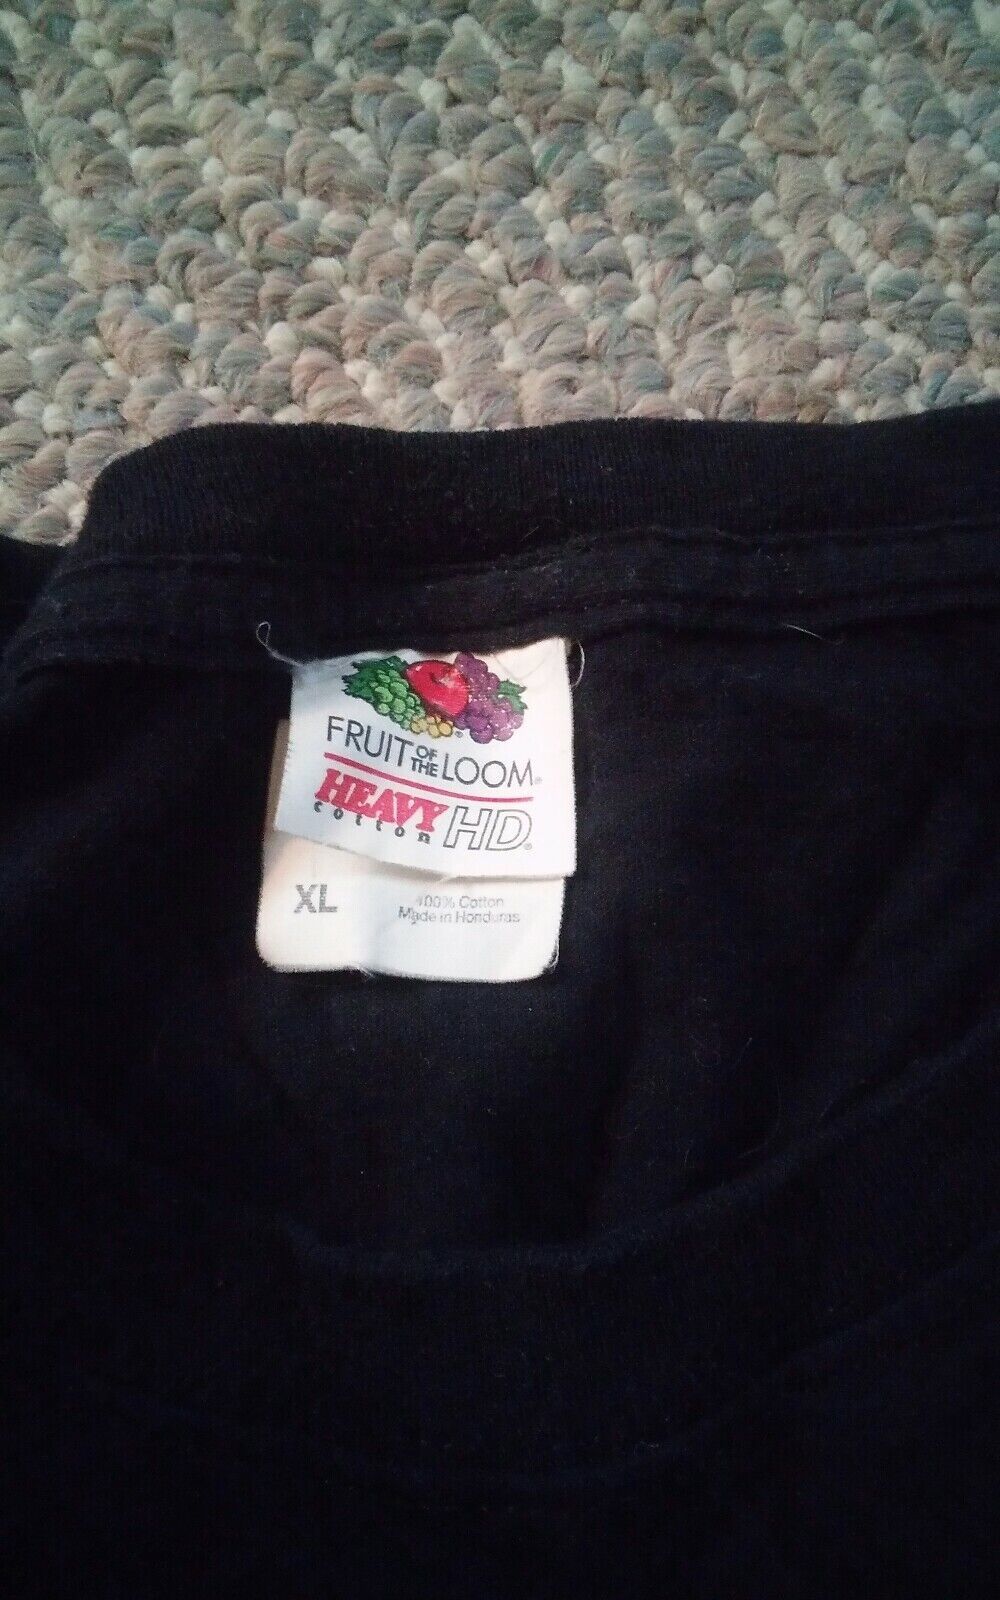 FRUIT OF THE LOOM®
HEAVY cotton HD®
XL
100% Cotton
Made in Honduras